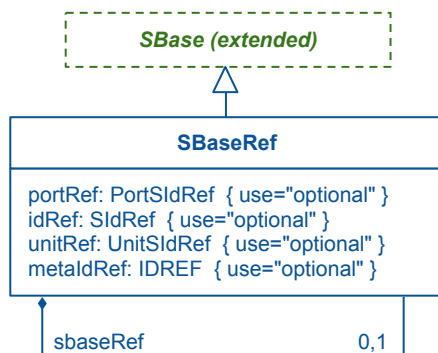 SBase (extended)
SBaseRef
portRef: PortSIdRef { use="optional" }
idRef: SIdRef { use="optional" }
unitRef: UnitSIdRef { use="optional" }
metaIdRef: IDREF { use="optional" }
sbaseRef 0,1